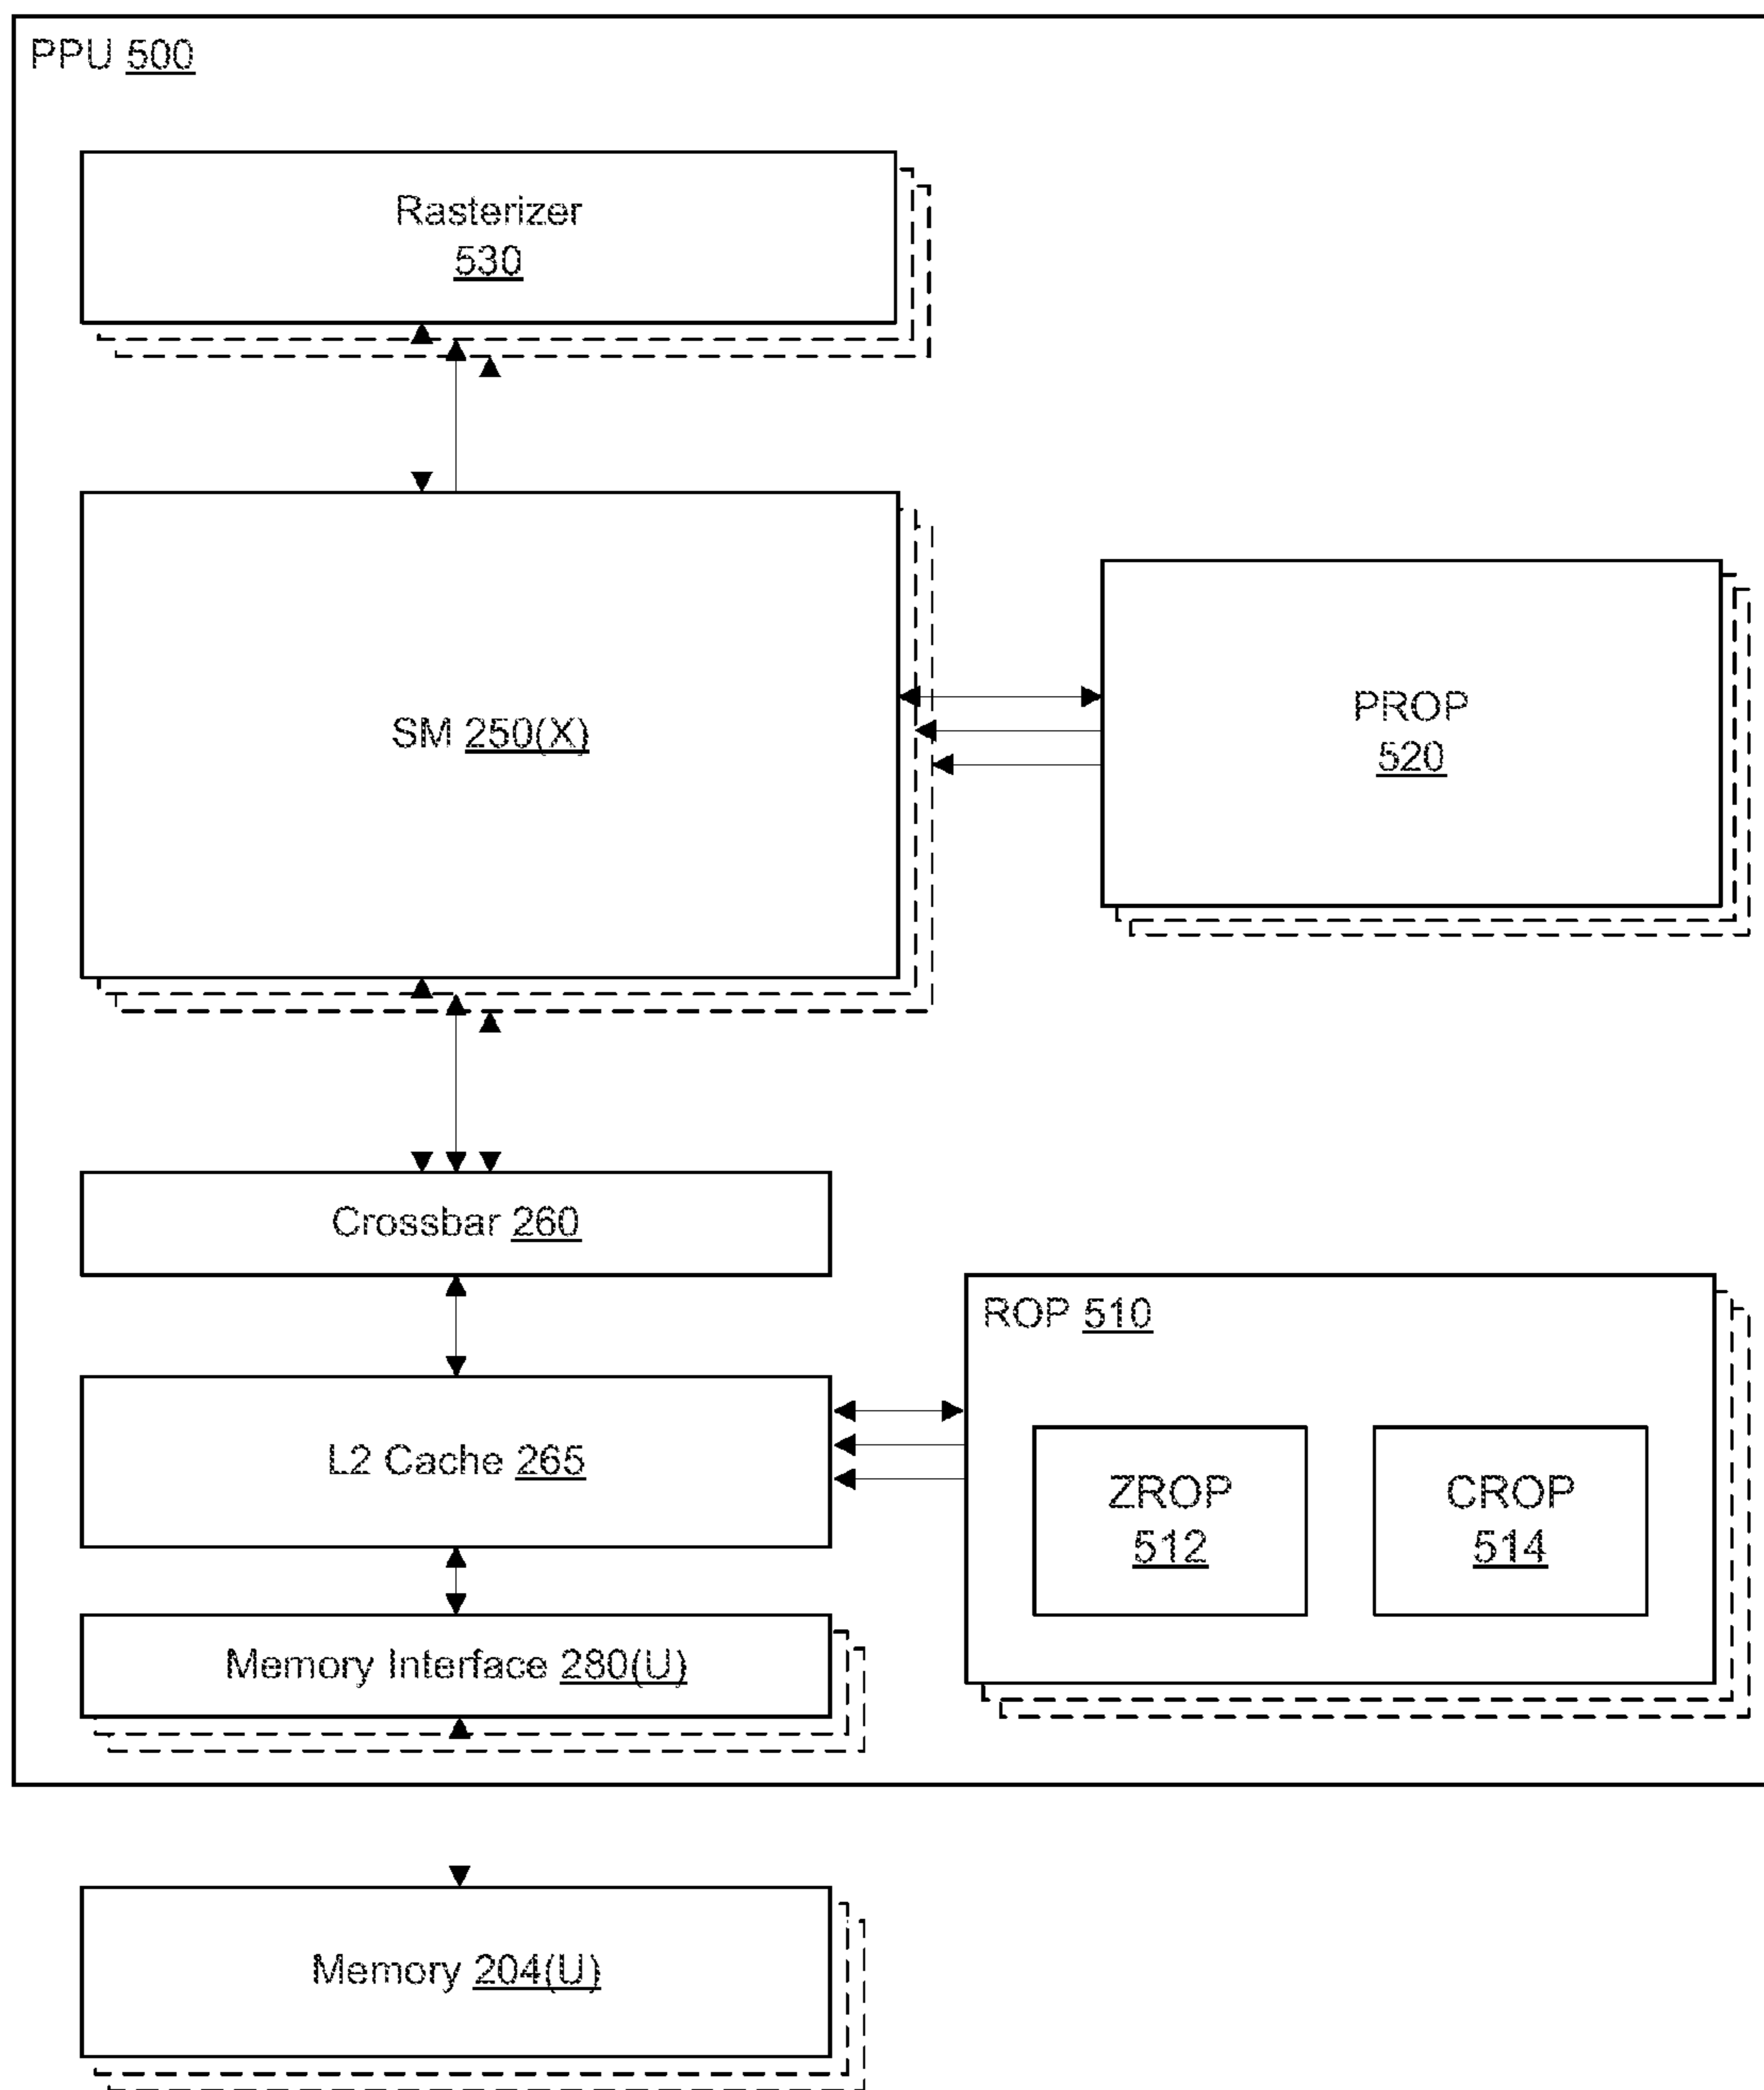 PPU 500
Rasterizer
530
SM 250(X)
PROP
520
Crossbar 260
ROP 510
L2 Cache 265
ZROP
512
CROP
514
Memory Interface 280(U)
Memory 204(U)